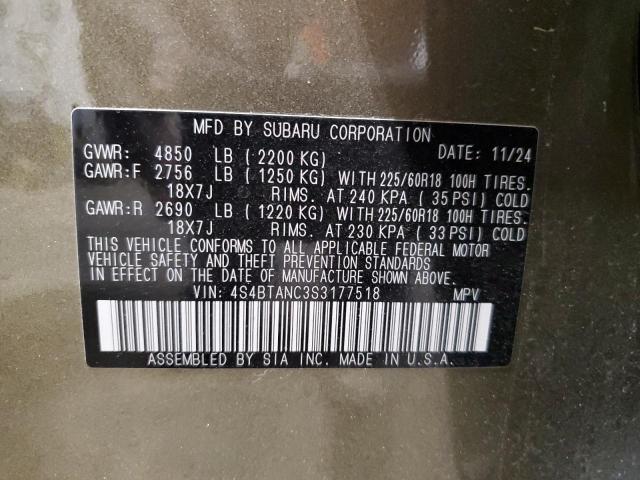 MFD BY SUBARU CORPORATION DATE: 11/24
GVWR: 4850 LB (2200 KG)
GAWR:F 2756 LB (1250 KG) WITH 225/60R18 100H TIRES.
18X7J RIMS. AT 240 KPA (35 PSI) COLD
GAWR:R 2690 LB (1220 KG) WITH 225/60R18 100H TIRES.
18X7J RIMS. AT 230 KPA (33 PSI) COLD
THIS VEHICLE CONFORMS TO ALL APPLICABLE FEDERAL MOTOR
VEHICLE SAFETY AND THEFT PREVENTION STANDARDS
IN EFFECT ON THE DATE OF MANUFACTURE SHOWN ABOVE.
VIN: 4S4BTANC3S3177518 MPV
ASSEMBLED BY SIA INC. MADE IN U.S.A.